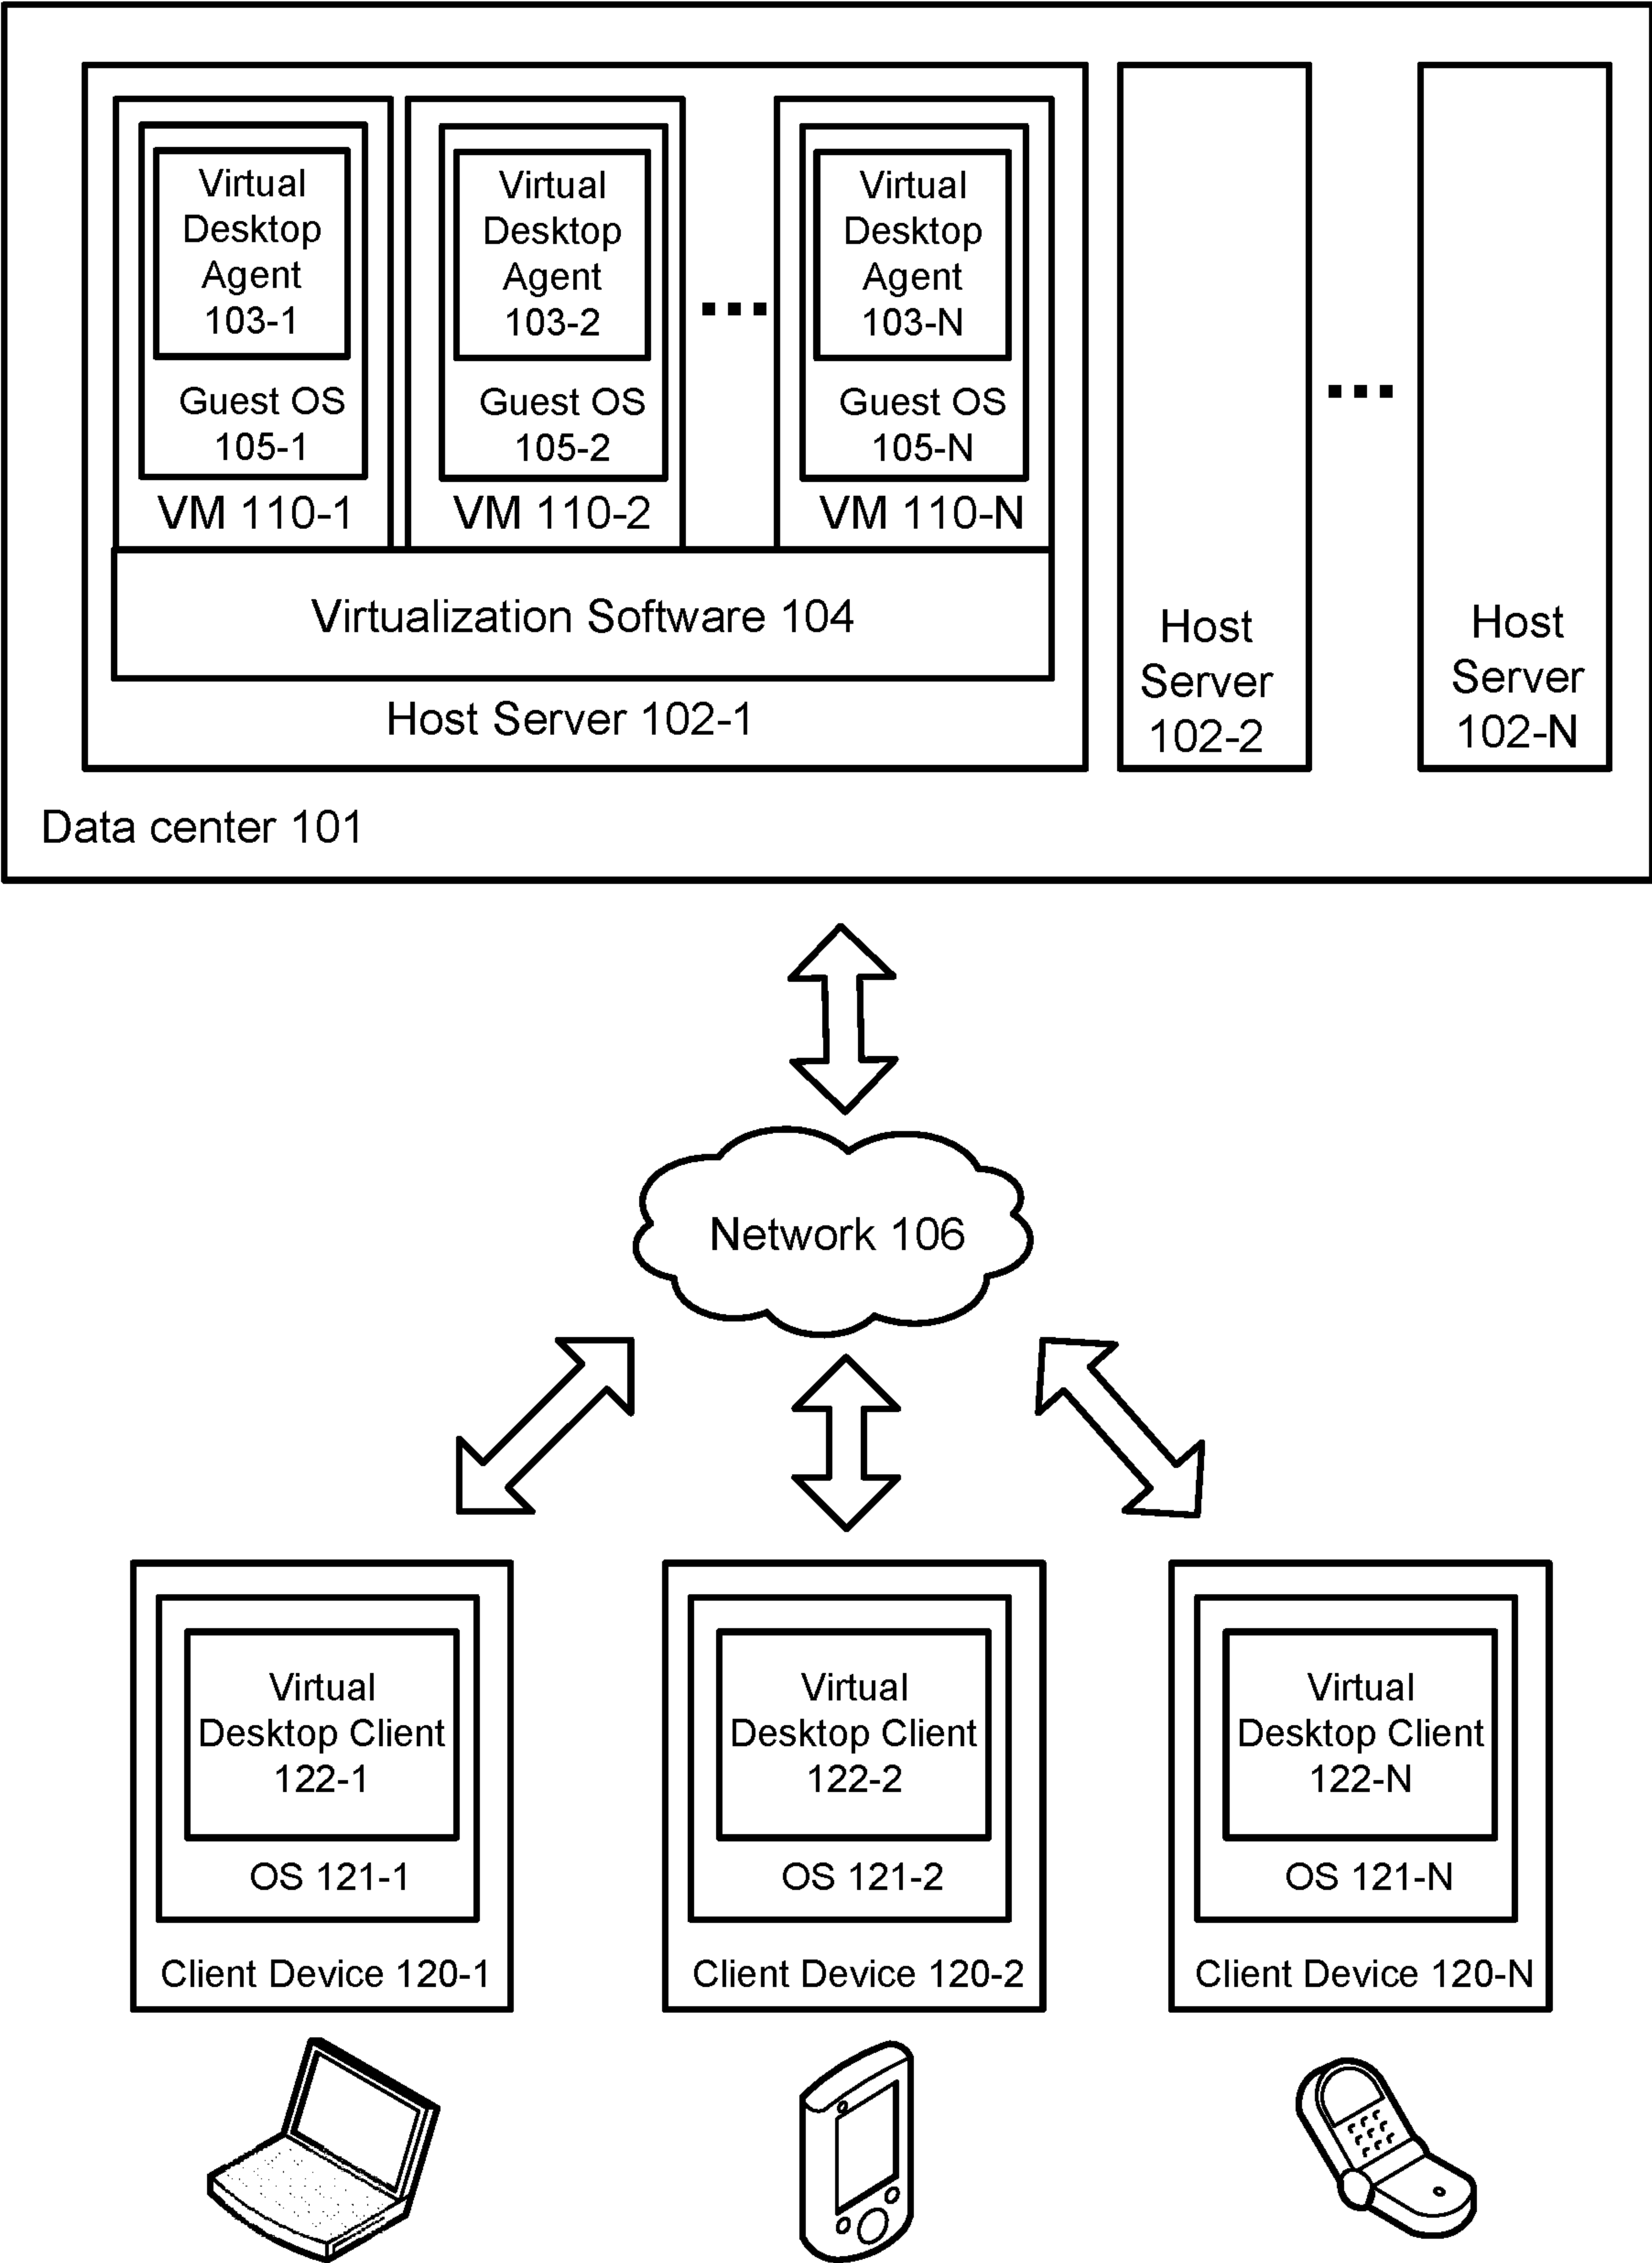 Virtual
Desktop
Agent
103-1
Guest OS
105-1
VM 110-1
Virtual
Desktop
Agent
103-2
Guest OS
105-2
VM 110-2
Virtual
Desktop
Agent
103-N
Guest OS
105-N
VM 110-N
Virtualization Software 104
Host Server 102-1
Host
Server
102-2
Host
Server
102-N
Data center 101
Network 106
Virtual
Desktop Client
122-1
OS 121-1
Client Device 120-1
Virtual
Desktop Client
122-2
OS 121-2
Client Device 120-2
Virtual
Desktop Client
122-N
OS 121-N
Client Device 120-N